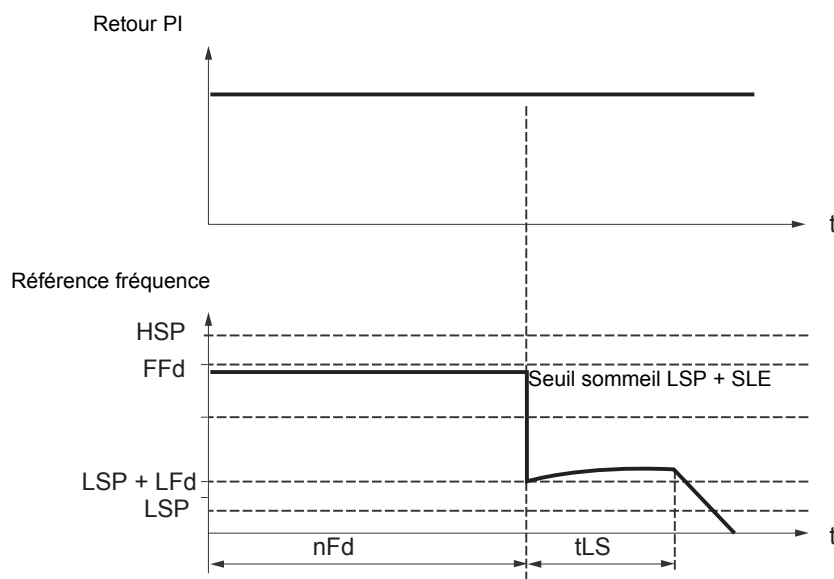 Retour PI
t
Référence fréquence
HSP
FFd
Seuil sommeil LSP + SLE
LSP + LFd
LSP
t
nFd
tLS